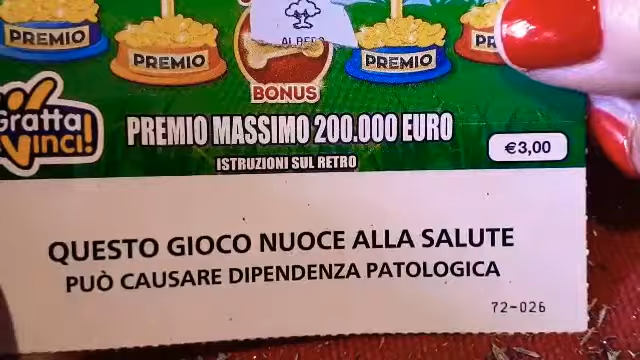 ALBERO
PREMIO
PREMIO
PREMIO
PR
BONUS
Gratta
Vinci!
PREMIO MASSIMO 200.000 EURO
€3,00
ISTRUZIONI SUL RETRO
QUESTO GIOCO NUOCE ALLA SALUTE
PUÒ CAUSARE DIPENDENZA PATOLOGICA
72-026